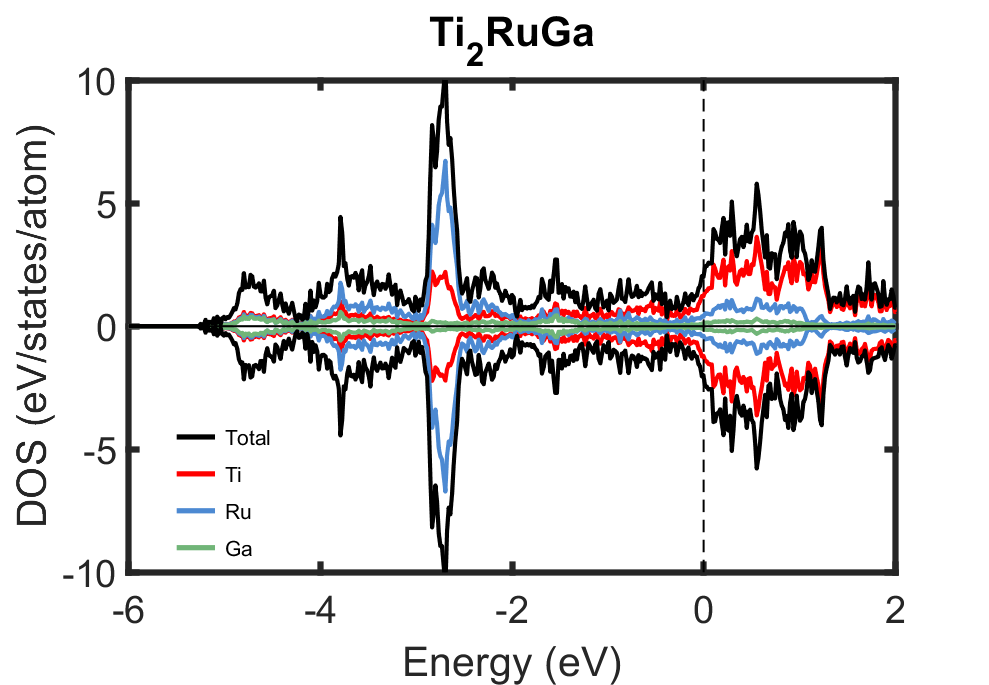 Ti₂RuGa
DOS (eV/states/atom)
10
5
0
-5
-10
Total
Ti
Ru
Ga
-6 -4 -2 0 2
Energy (eV)